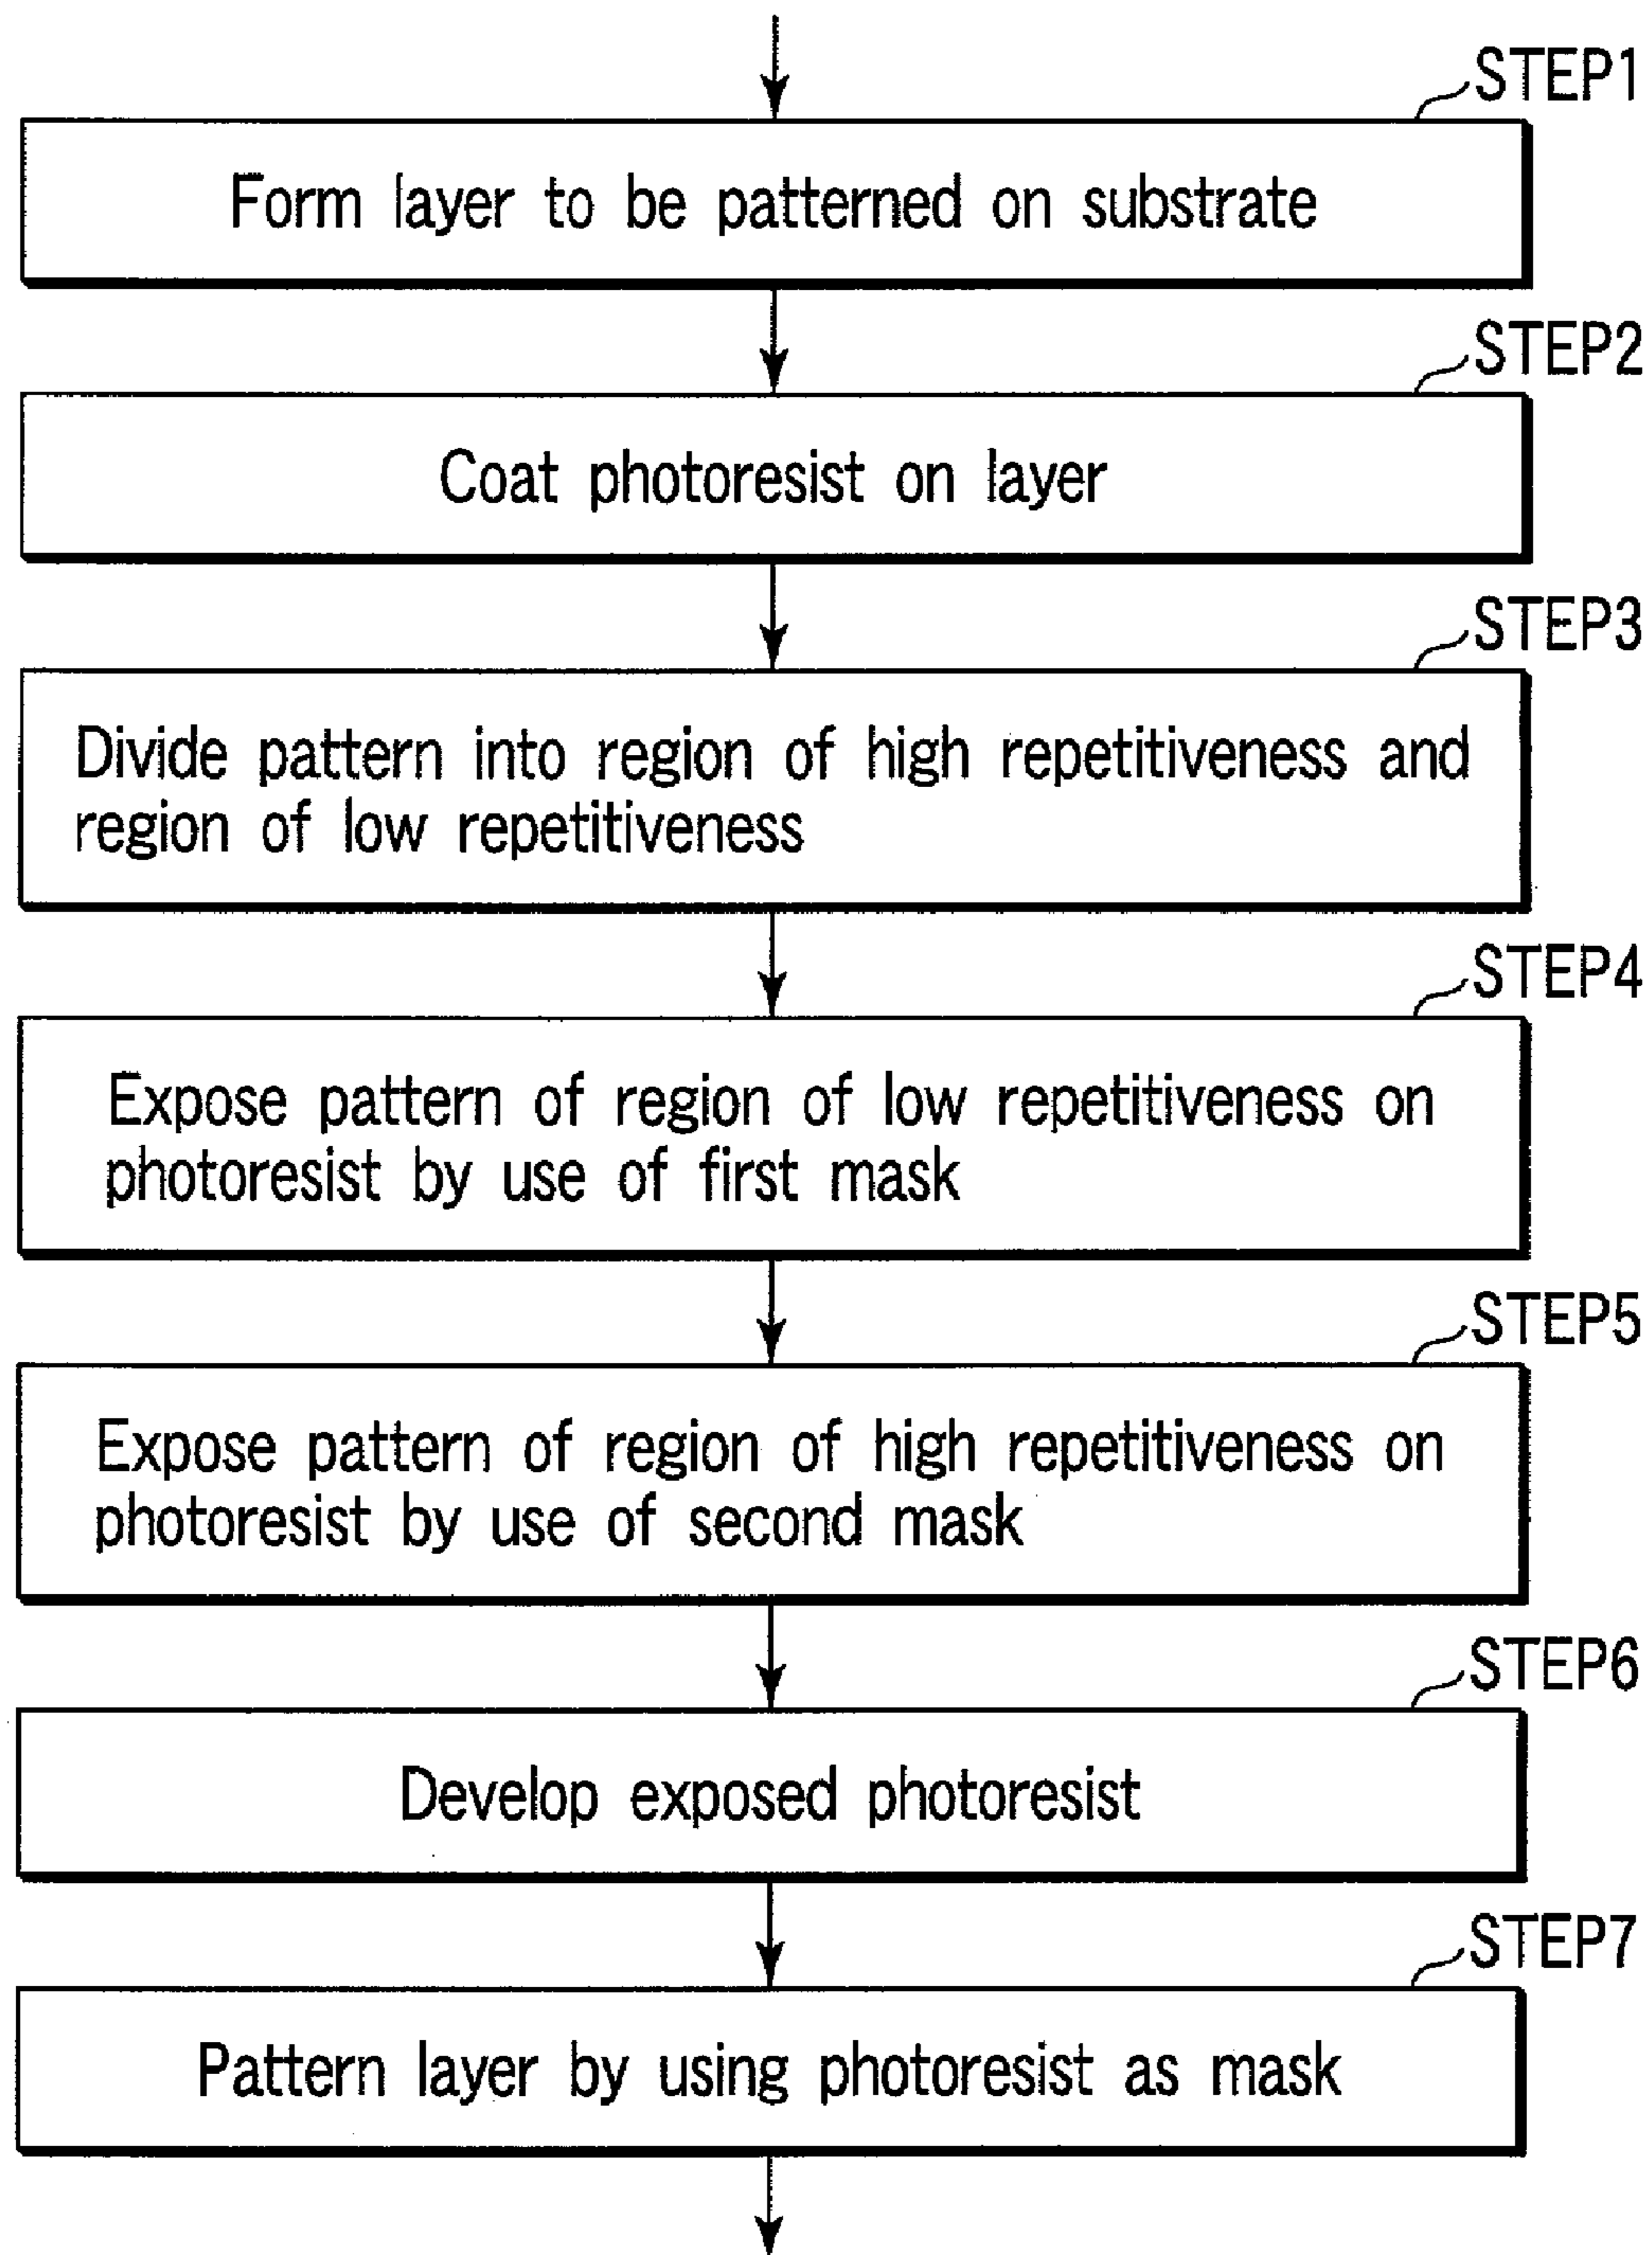 STEP1
Form layer to be patterned on substrate
STEP2
Coat photoresist on layer
STEP3
Divide pattern into region of high repetitiveness and
region of low repetitiveness
STEP4
Expose pattern of region of low repetitiveness on
photoresist by use of first mask
STEP5
Expose pattern of region of high repetitiveness on
photoresist by use of second mask
STEP6
Develop exposed photoresist
STEP7
Pattern layer by using photoresist as mask